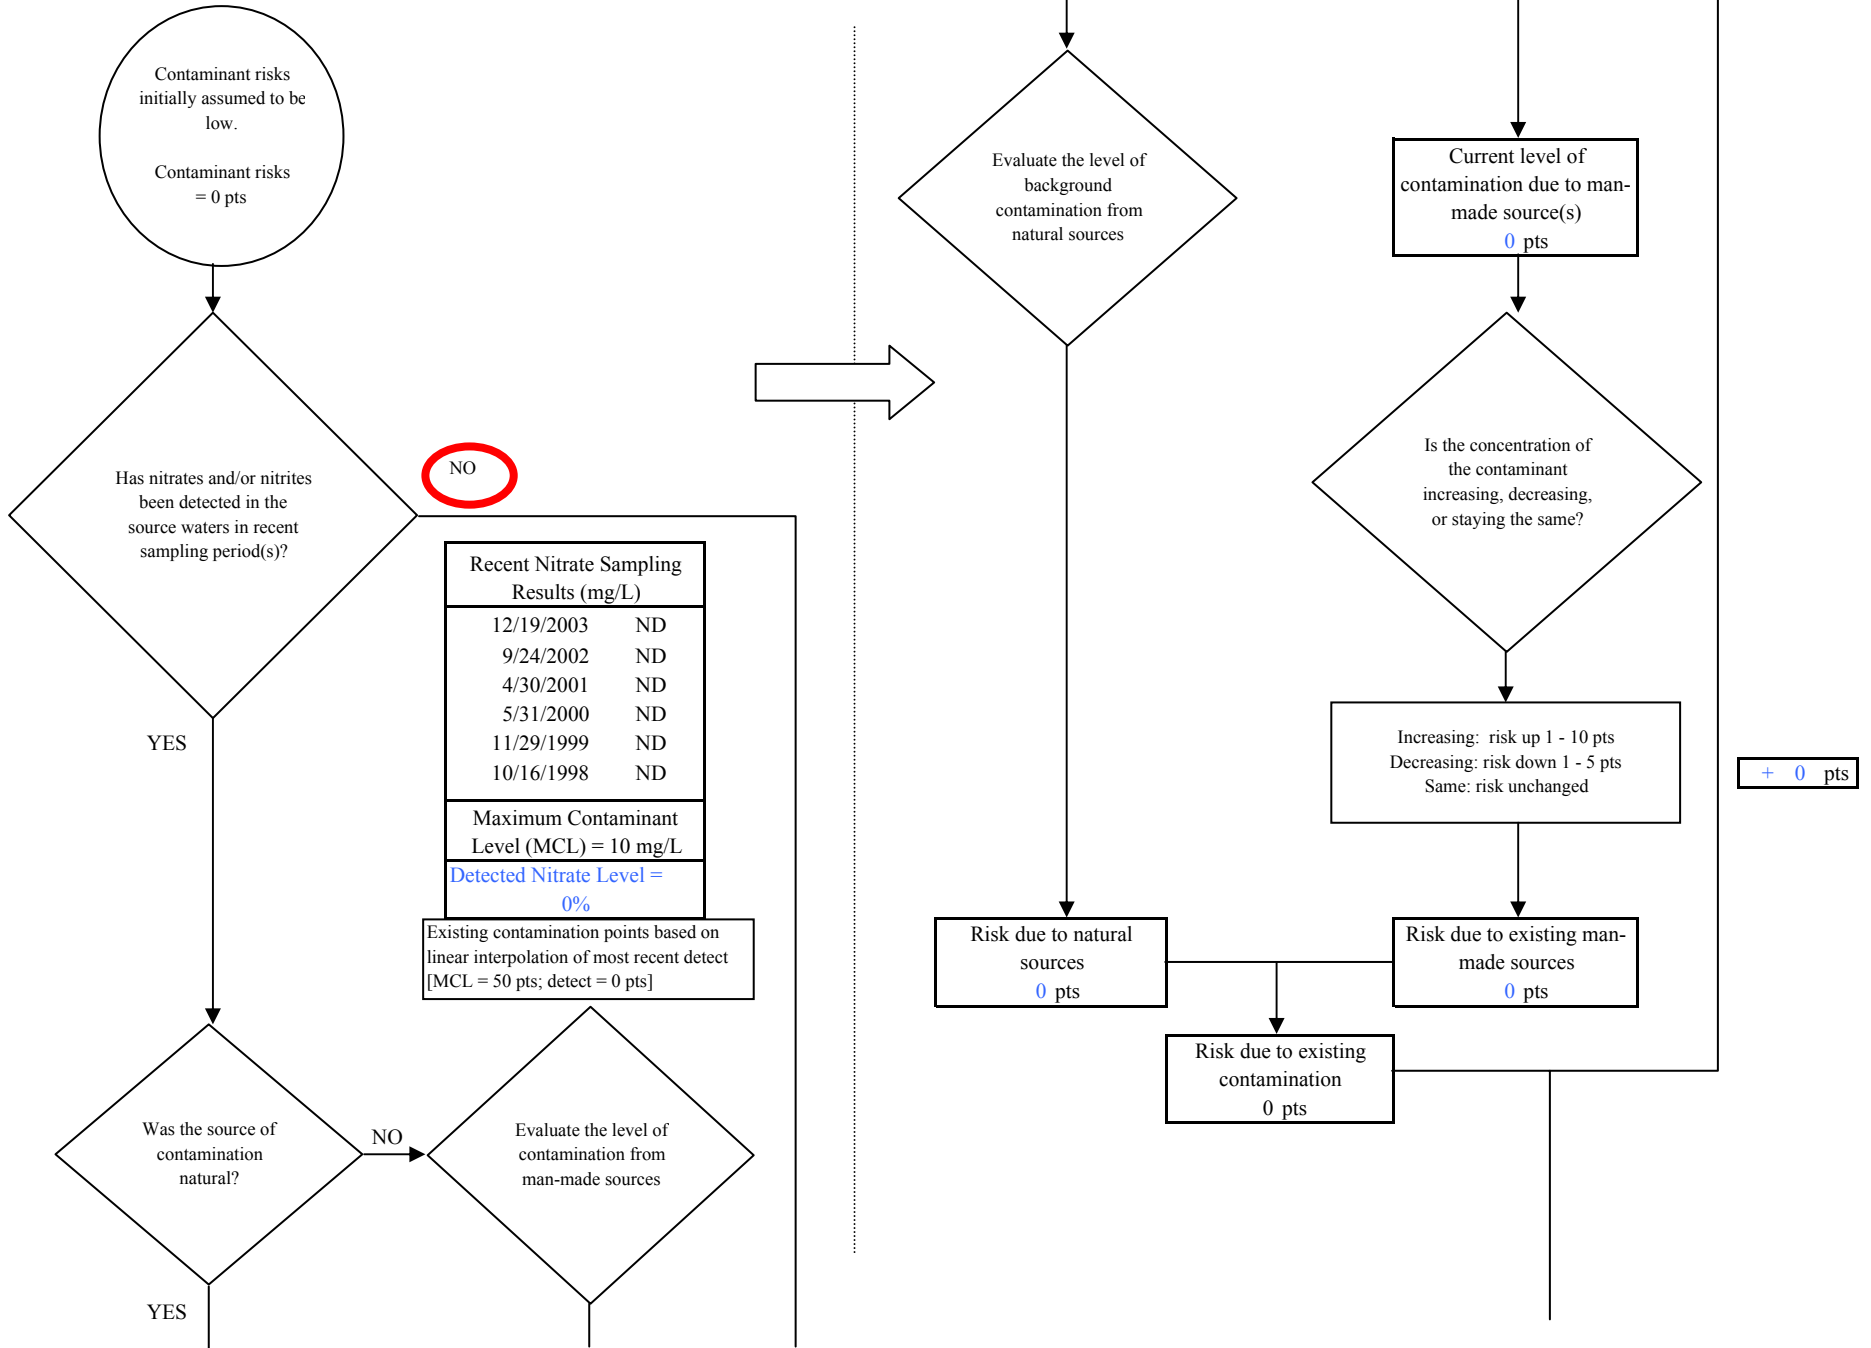 Contaminant risks
initially assumed to be
low.
Contaminant risks
= 0 pts
Has nitrates and/or nitrites
been detected in the
source waters in recent
sampling period(s)?
NO
YES
Recent Nitrate Sampling
Results (mg/L)
12/19/2003 ND
9/24/2002 ND
4/30/2001 ND
5/31/2000 ND
11/29/1999 ND
10/16/1998 ND
Maximum Contaminant
Level (MCL) = 10 mg/L
Detected Nitrate Level =
0%
Existing contamination points based on
linear interpolation of most recent detect
[MCL = 50 pts; detect = 0 pts]
Was the source of
contamination
natural?
NO
YES
Evaluate the level of
contamination from
man-made sources
Evaluate the level of
background
contamination from
natural sources
Current level of
contamination due to man-
made source(s)
0 pts
Is the concentration of
the contaminant
increasing, decreasing,
or staying the same?
Increasing: risk up 1 - 10 pts
Decreasing: risk down 1 - 5 pts
Same: risk unchanged
+ 0 pts
Risk due to natural
sources
0 pts
Risk due to existing man-
made sources
0 pts
Risk due to existing
contamination
0 pts